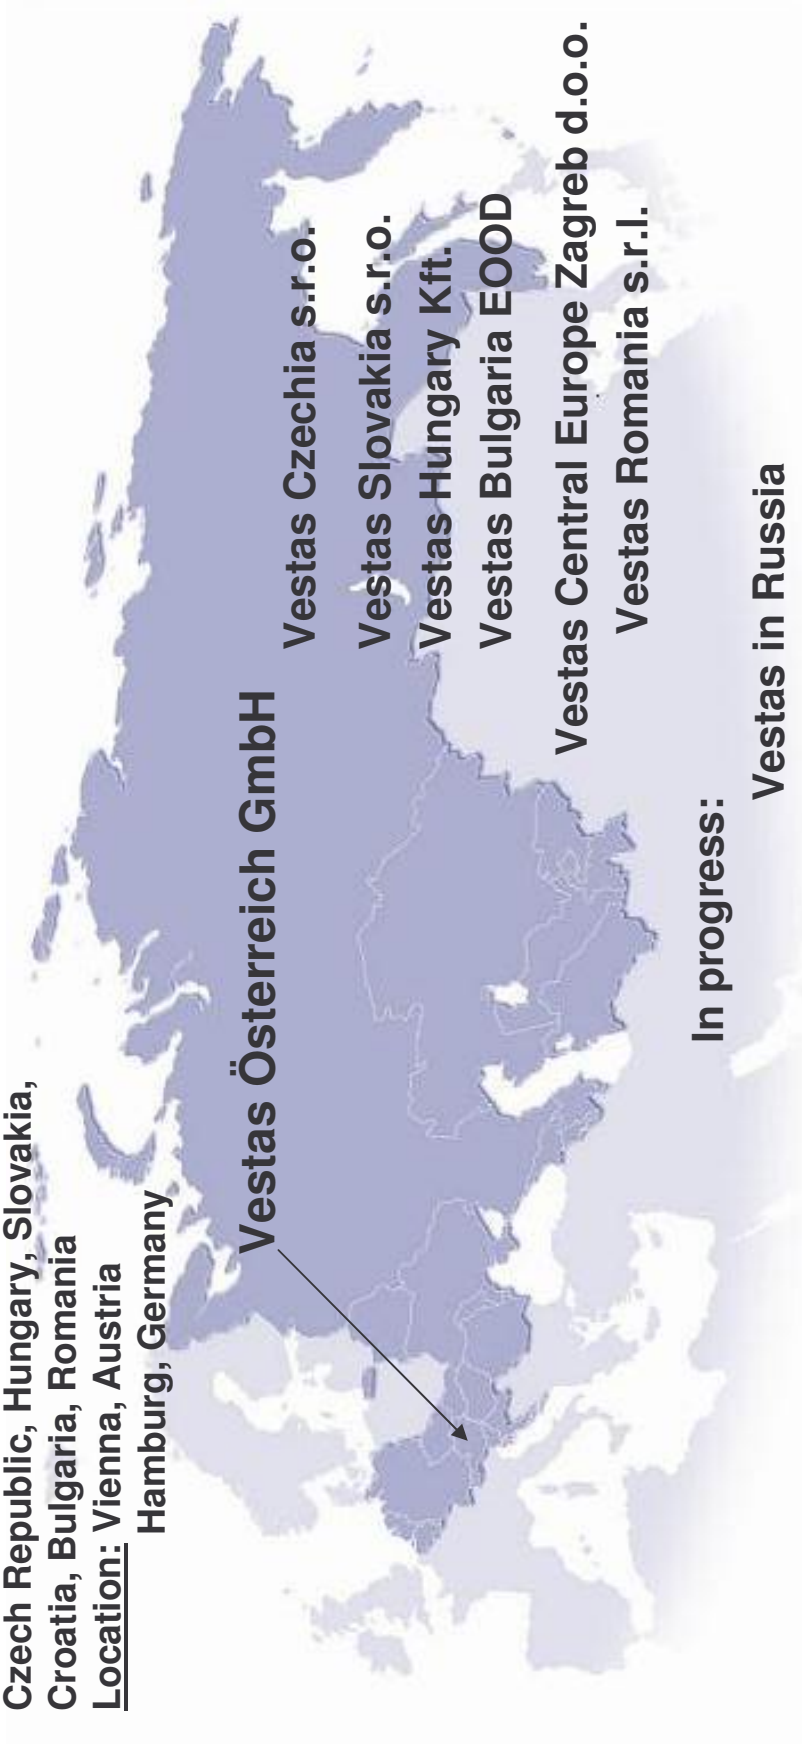 Czech Republic, Hungary, Slovakia,
Croatia, Bulgaria, Romania
Location: Vienna, Austria
Hamburg, Germany
Vestas Österreich GmbH
Vestas Czechia s.r.o.
Vestas Slovakia s.r.o.
Vestas Hungary Kft.
Vestas Bulgaria EOOD
Vestas Central Europe Zagreb d.o.o.
Vestas Romania s.r.l.
In progress:
Vestas in Russia